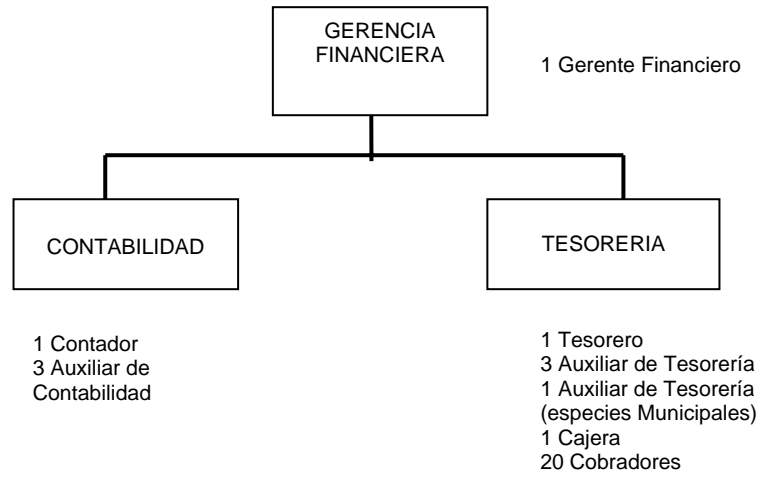 GERENCIA
FINANCIERA
1 Gerente Financiero
CONTABILIDAD
TESORERIA
1 Contador
3 Auxiliar de
Contabilidad
1 Tesorero
3 Auxiliar de Tesorería
1 Auxiliar de Tesorería
(especies Municipales)
1 Cajera
20 Cobradores